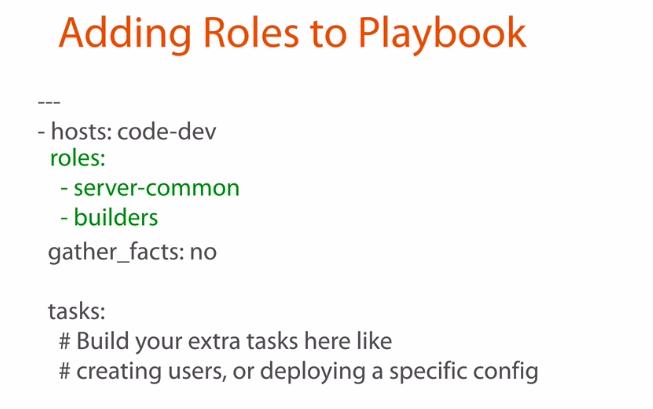 Adding Roles to Playbook
---
- hosts: code-dev
roles:
- server-common
- builders
gather_facts: no
tasks:
# Build your extra tasks here like
# creating users, or deploying a specific config